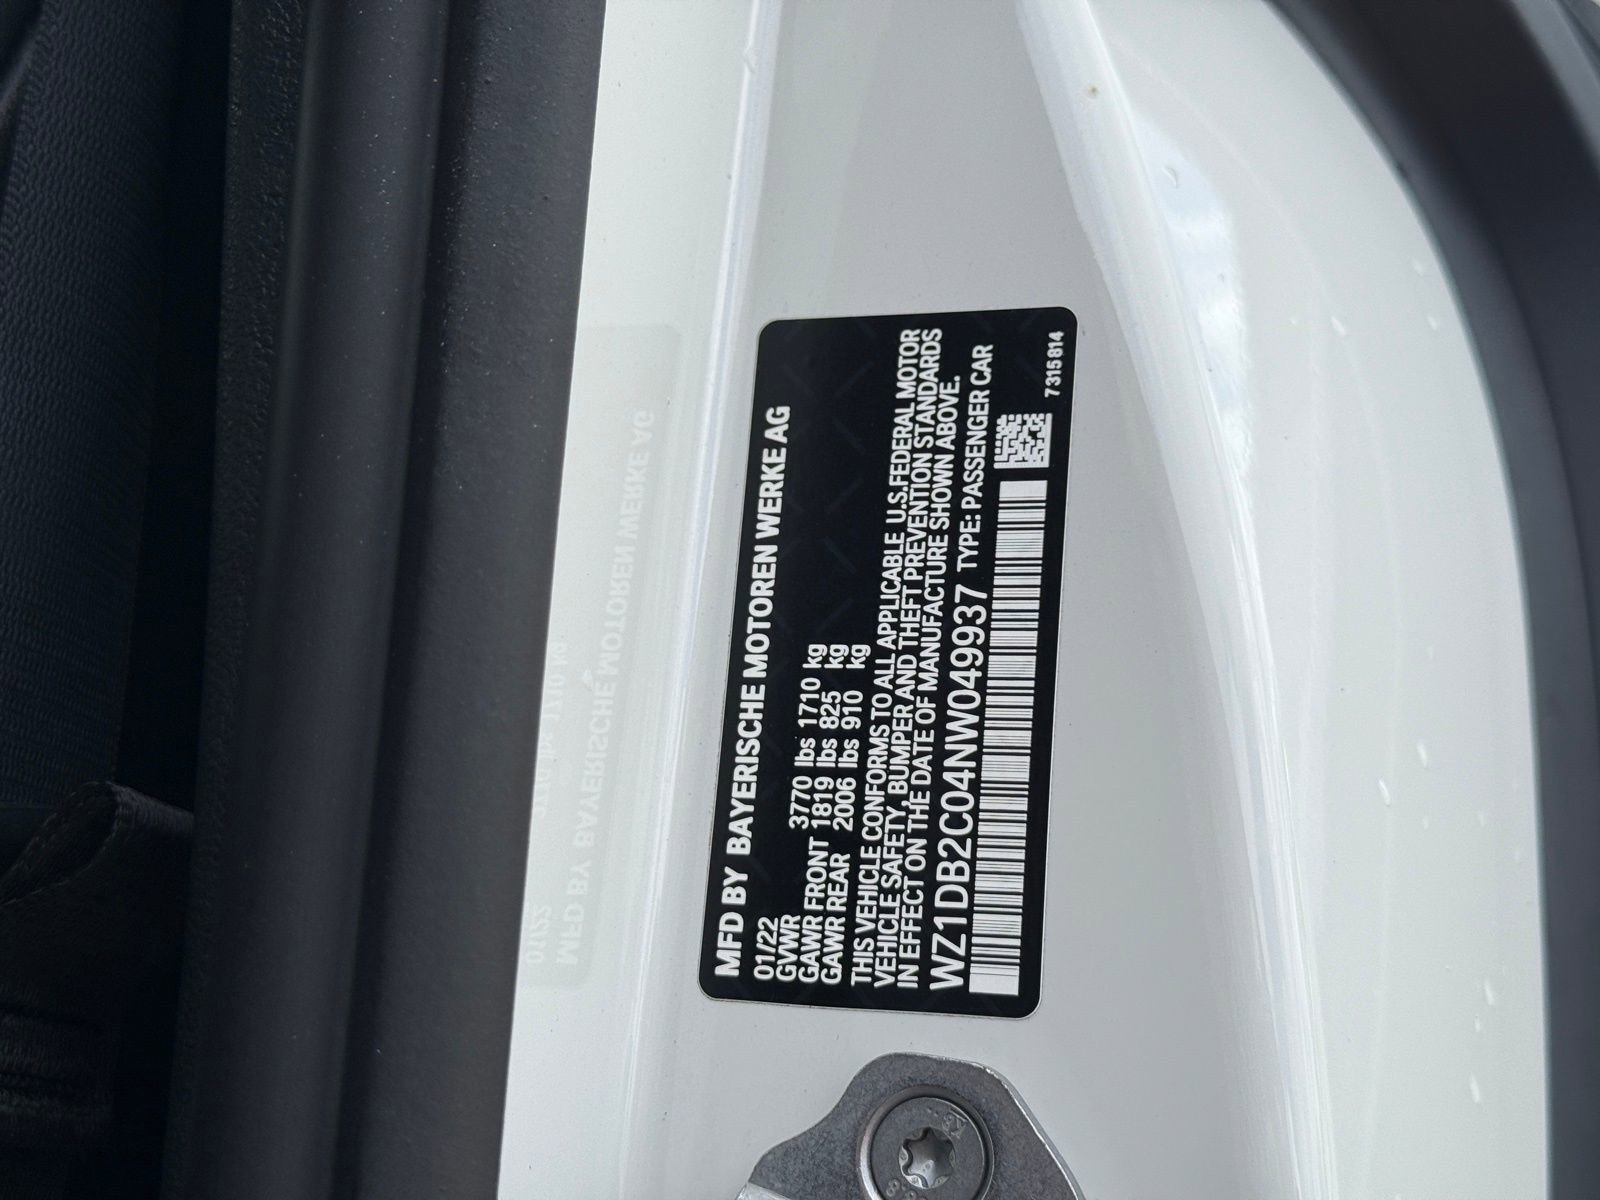 MFD BY BAYERISCHE MOTOREN WERKE AG
01/22
GVWR 3770 lbs 1710 kg
GAWR FRONT 1819 lbs 825 kg
GAWR REAR 2006 lbs 910 kg
THIS VEHICLE CONFORMS TO ALL APPLICABLE U.S.FEDERAL MOTOR
VEHICLE SAFETY, BUMPER AND THEFT PREVENTION STANDARDS
IN EFFECT ON THE DATE OF MANUFACTURE SHOWN ABOVE.
WZ1DB2C04NW049937 TYPE: PASSENGER CAR
7315814